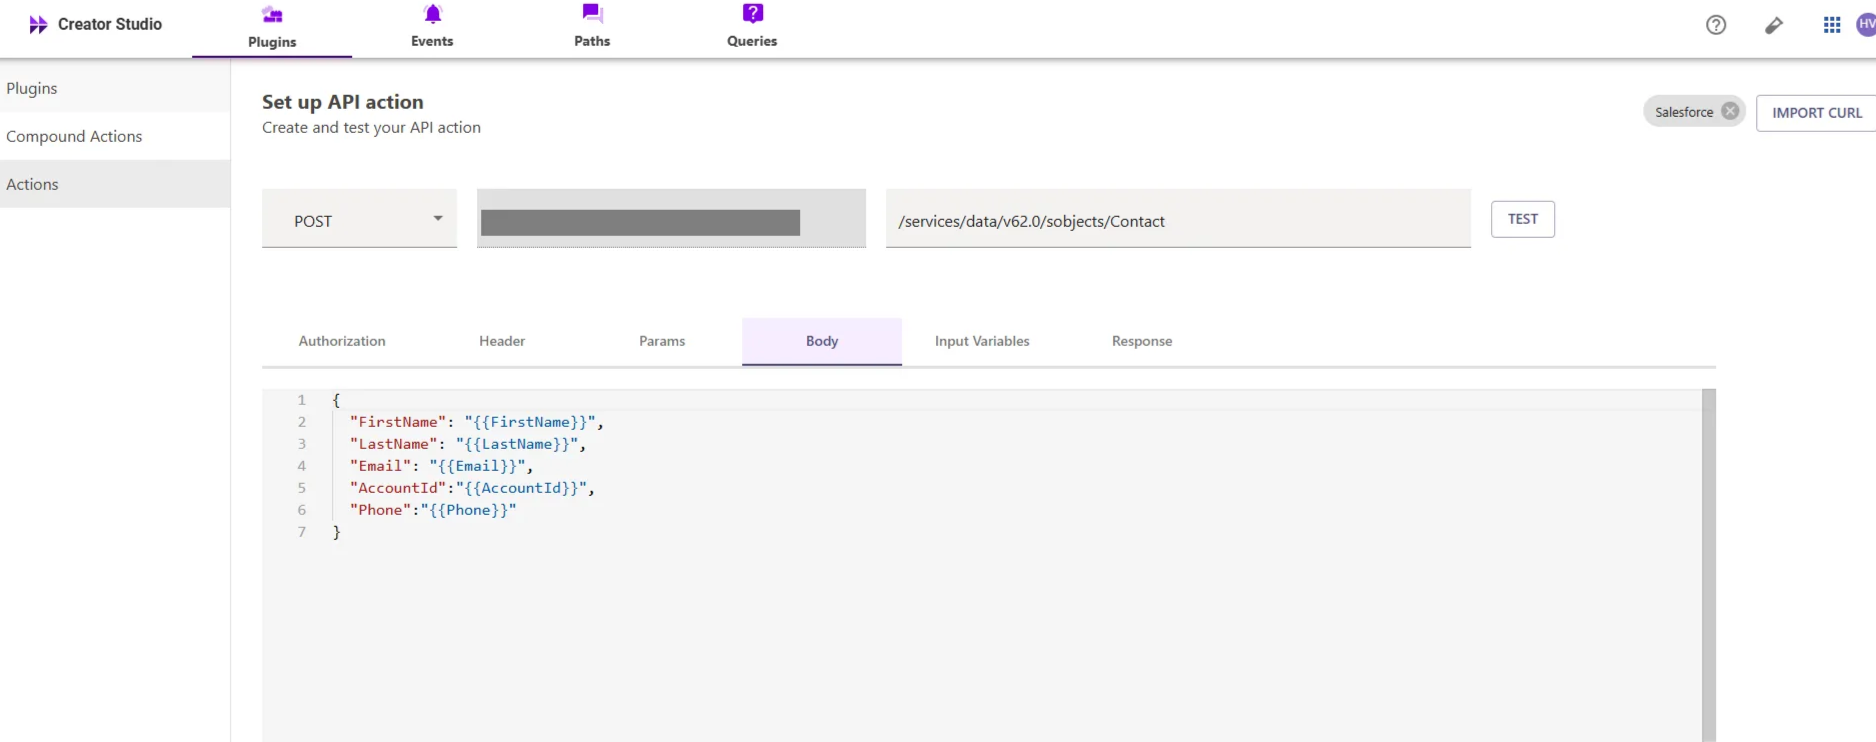 Creator Studio
Plugins
Events
Paths
Queries
HV
Plugins
Compound Actions
Actions
Set up API action
Create and test your API action
Salesforce
IMPORT CURL
POST
/services/data/v62.0/sobjects/Contact
TEST
Authorization
Header
Params
Body
Input Variables
Response
1 {
2 "FirstName": "{{FirstName}}",
3 "LastName": "{{LastName}}",
4 "Email": "{{Email}}",
5 "AccountId":"{{AccountId}}",
6 "Phone":"{{Phone}}"
7 }